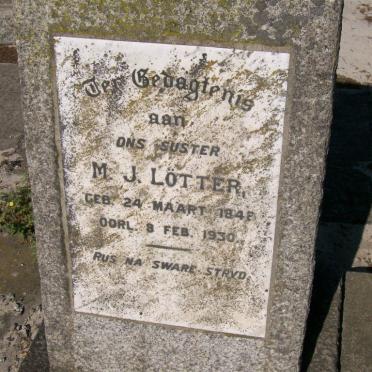 Ter Gedagtenis
aan
ONS SUSTER
M. J. LÖTTER,
GEB. 24 MAART 1848
OORL. 8 FEB. 1930.
RUS NA SWARE STRYD.